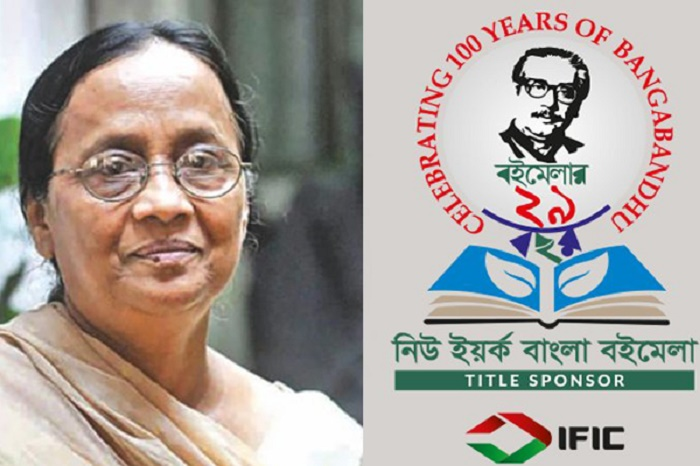 CELEBRATING 100 YEARS OF BANGABANDHU
বইমেলার
২৯
বছর
নিউ ইয়র্ক বাংলা বইমেলা
TITLE SPONSOR
IFIC